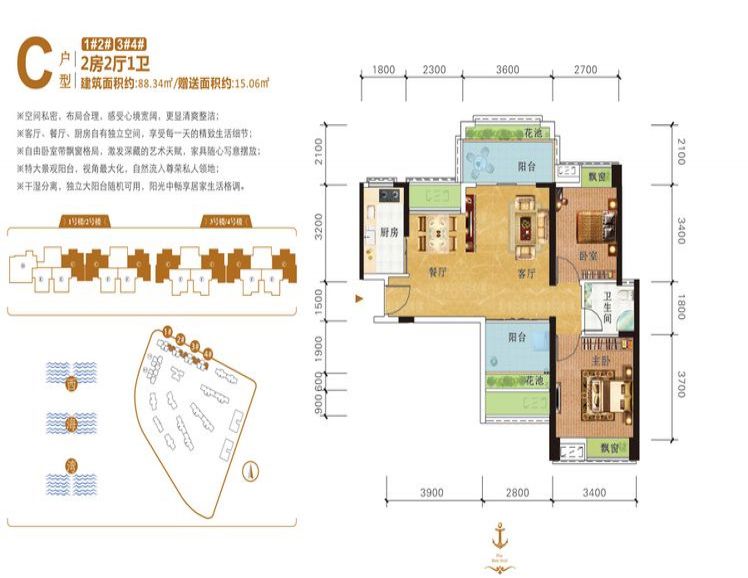 C
户型
1#2# 3#4#
2房2厅1卫
建筑面积约:88.34㎡/赠送面积约:15.06㎡
※空间私密，布局合理，感受心境宽阔，更显清爽整洁；
※客厅、餐厅、厨房自有独立空间，享受每一天的精致生活细节；
※自由卧室带飘窗格局，激发深藏的艺术天赋，家具随心写意摆放；
※特大景观阳台，视角最大化，自然流入尊荣私人领地；
※干湿分离，独立大阳台随机可用，阳光中畅享居家生活格调。
1号楼/2号楼
3号楼/4号楼
1# 2# 3# 4#
西
海
湾
1800 2300 3600 2700
2100
3200
1500
1900
600
900
2100
3400
1800
3700
花池
阳台
飘窗
厨房
餐厅
客厅
卧室
卫生间
阳台
花池
主卧
飘窗
3900 2800 3400